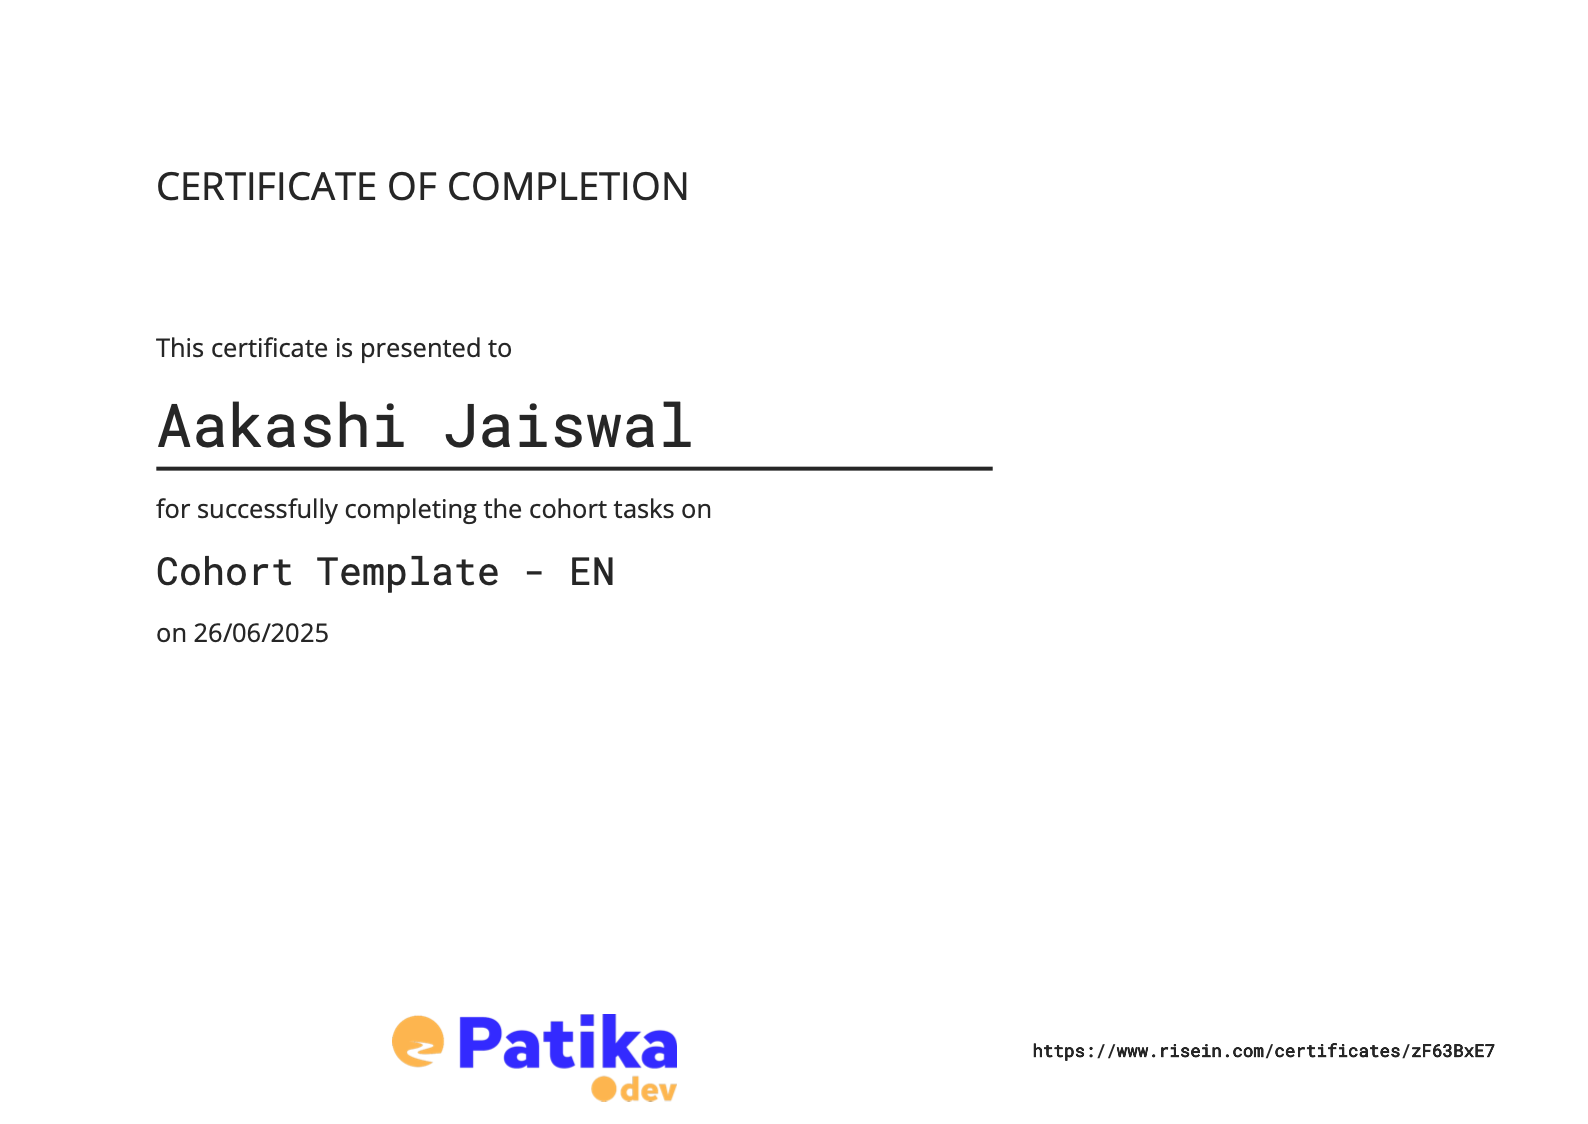 CERTIFICATE OF COMPLETION
This certificate is presented to
Aakashi Jaiswal
for successfully completing the cohort tasks on
Cohort Template - EN
on 26/06/2025
Patika
dev
https://www.risein.com/certificates/zF63BxE7